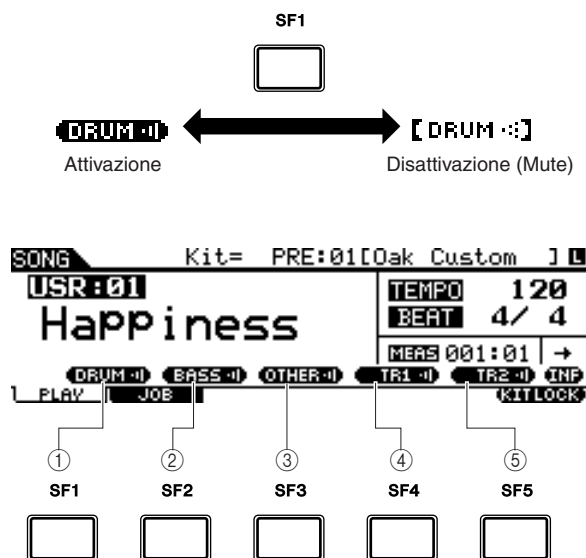 SF1
DRUM [DRUM]
Attivazione Disattivazione (Mute)
SONG Kit= PRE:01[Oak Custom ] L
USR:01 TEMPO 120
Happiness BEAT 4/ 4
MEAS 001:01 →
DRUM BASS OTHER TR1 TR2 INP
PLAY JOB KITLOCK
① ② ③ ④ ⑤
SF1 SF2 SF3 SF4 SF5